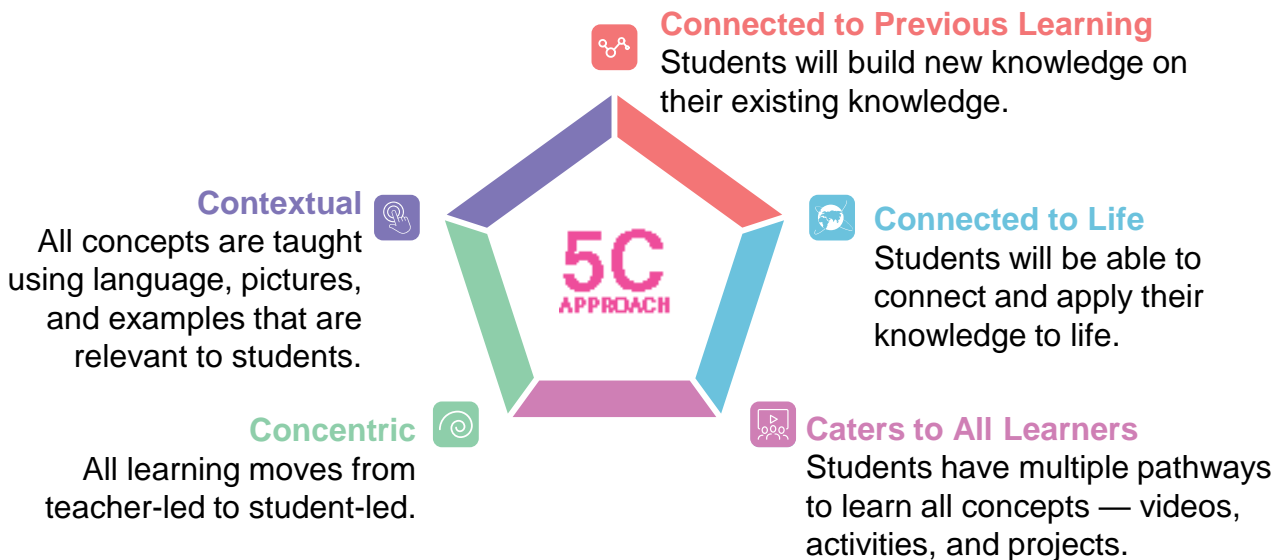 Connected to Previous Learning
Students will build new knowledge on
their existing knowledge.
Connected to Life
Students will be able to
connect and apply their
knowledge to life.
Caters to All Learners
Students have multiple pathways
to learn all concepts — videos,
activities, and projects.
Concentric
All learning moves from
teacher-led to student-led.
Contextual
All concepts are taught
using language, pictures,
and examples that are
relevant to students.
5C
APPROACH